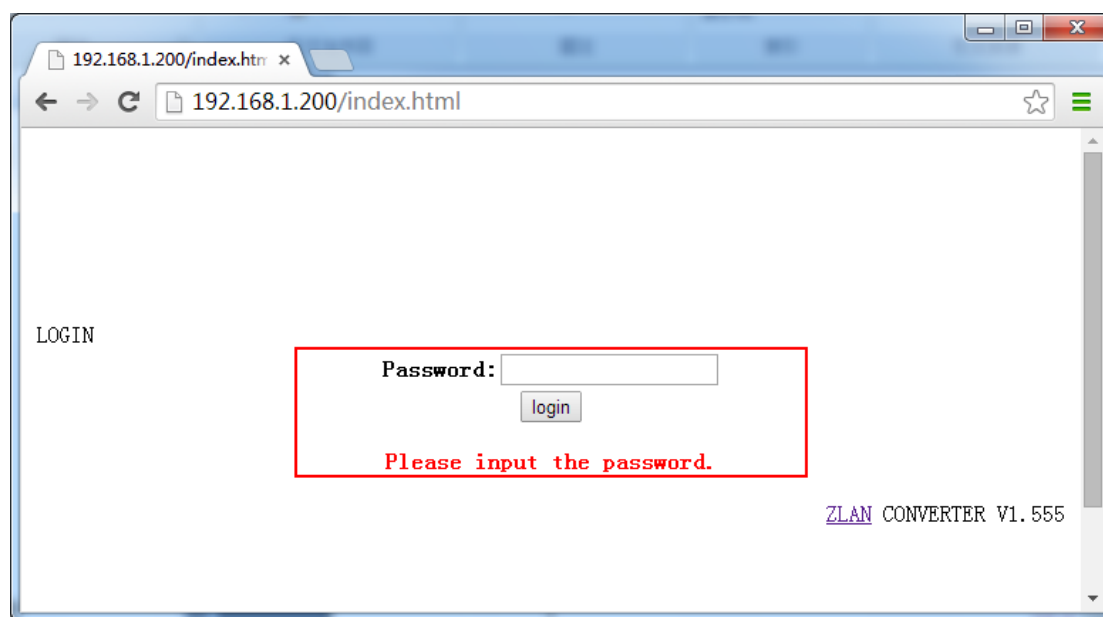 192.168.1.200/index.htm
192.168.1.200/index.html
LOGIN
Password:
login
Please input the password.
ZLAN CONVERTER V1.555